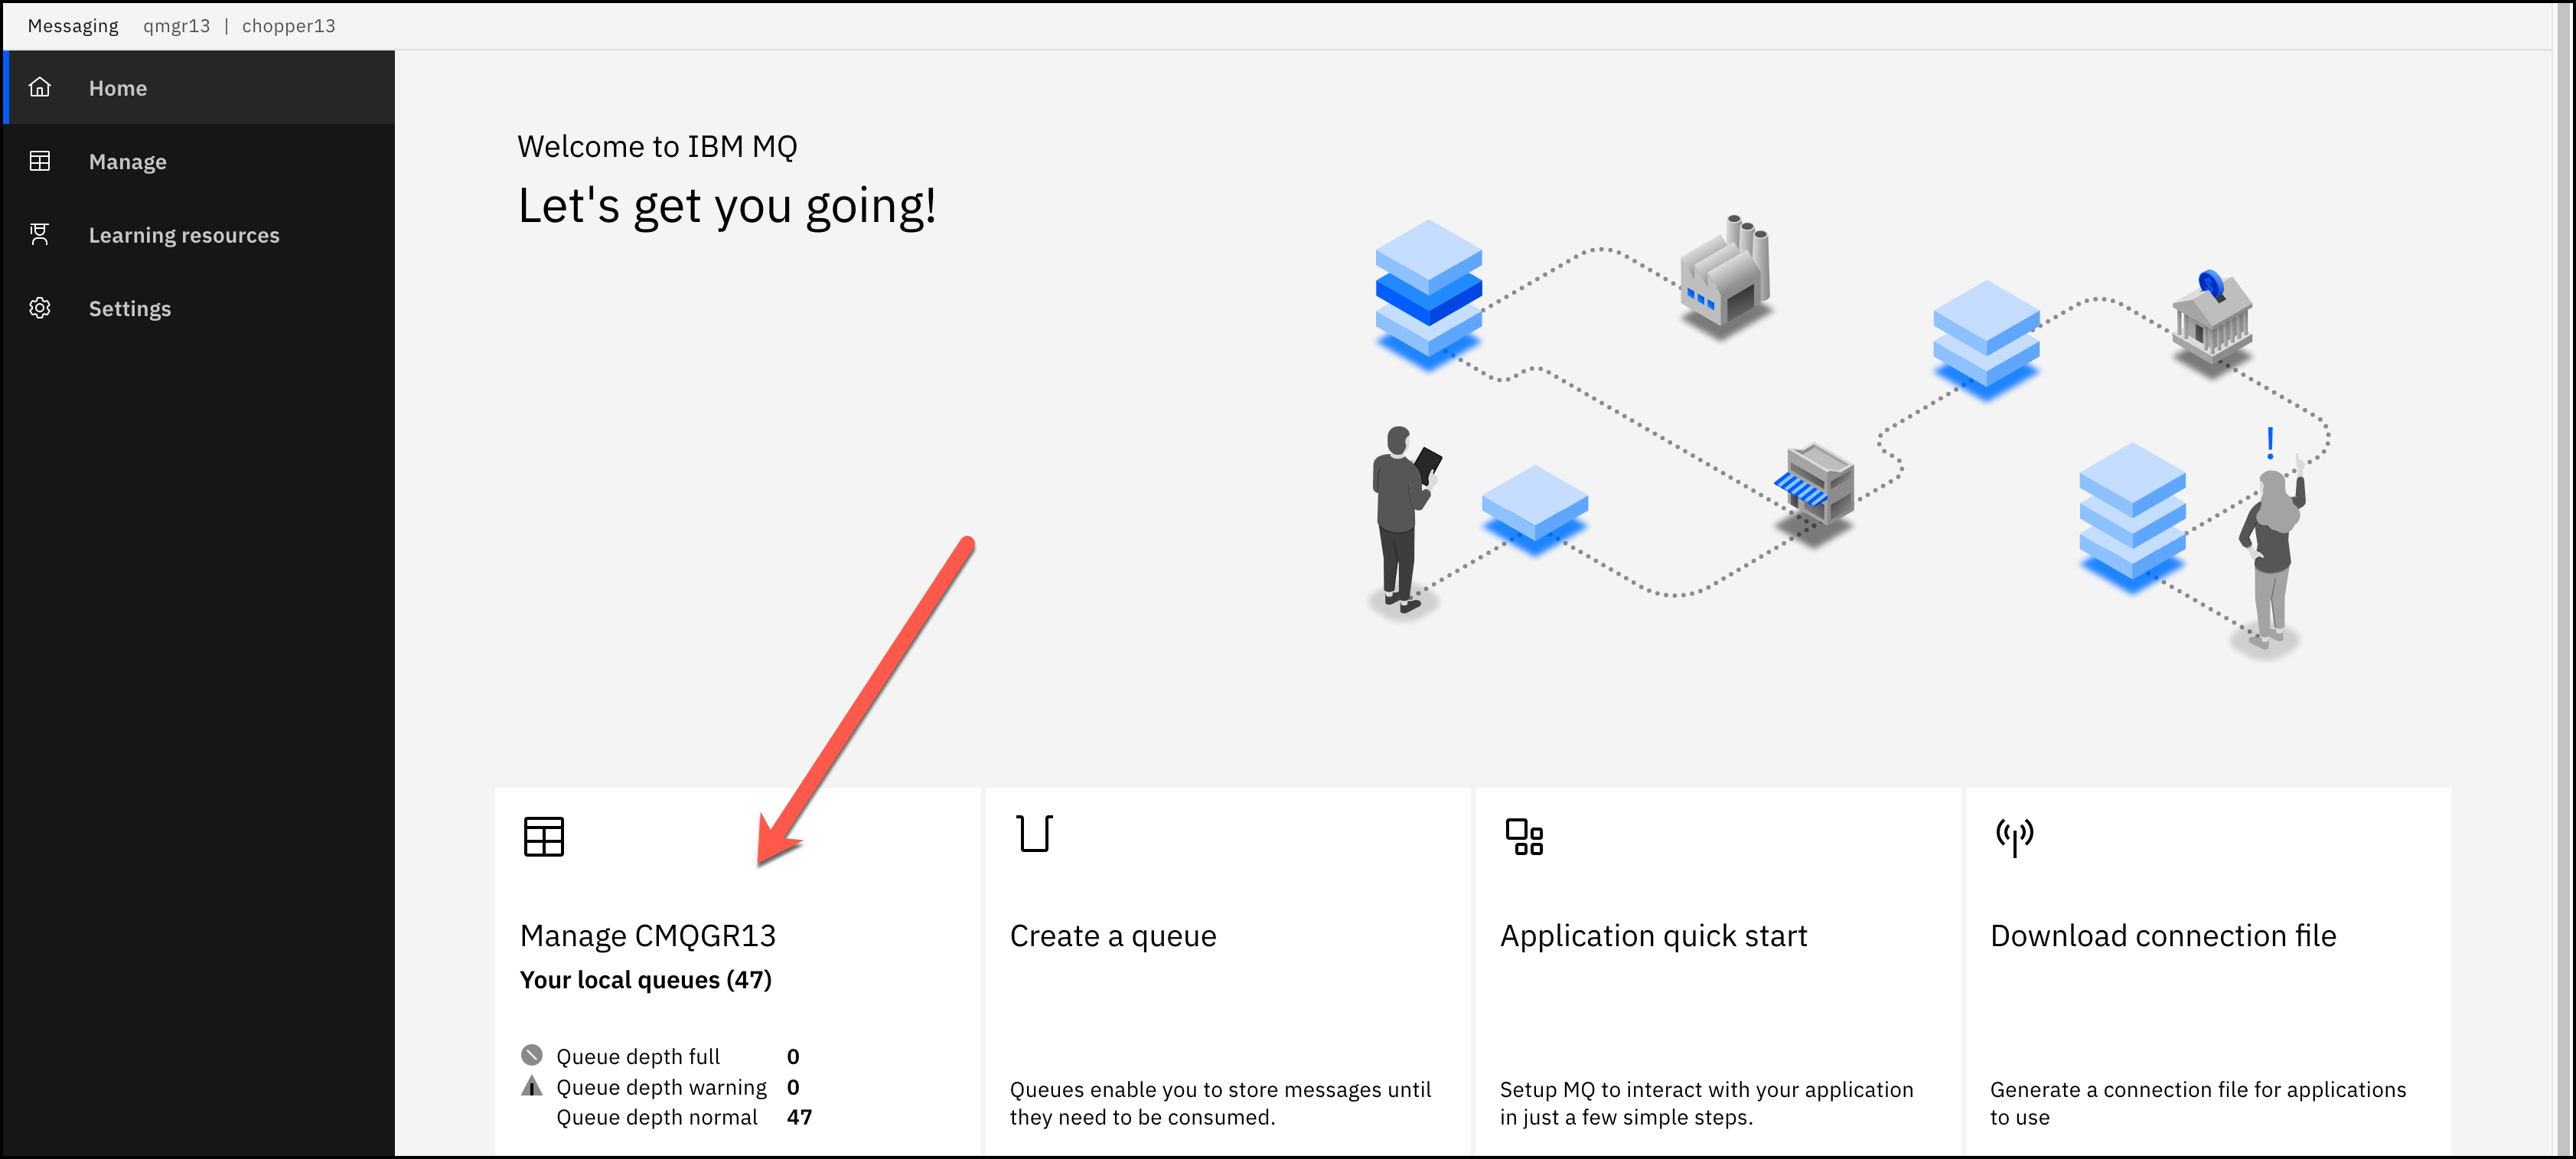 Messaging qmgr13 | chopper13
Home
Manage
Learning resources
Settings
Welcome to IBM MQ
Let's get you going!
!
Manage CMQGR13
Your local queues (47)
Queue depth full 0
Queue depth warning 0
Queue depth normal 47
Create a queue
Queues enable you to store messages until
they need to be consumed.
Application quick start
Setup MQ to interact with your application
in just a few simple steps.
Download connection file
Generate a connection file for applications
to use